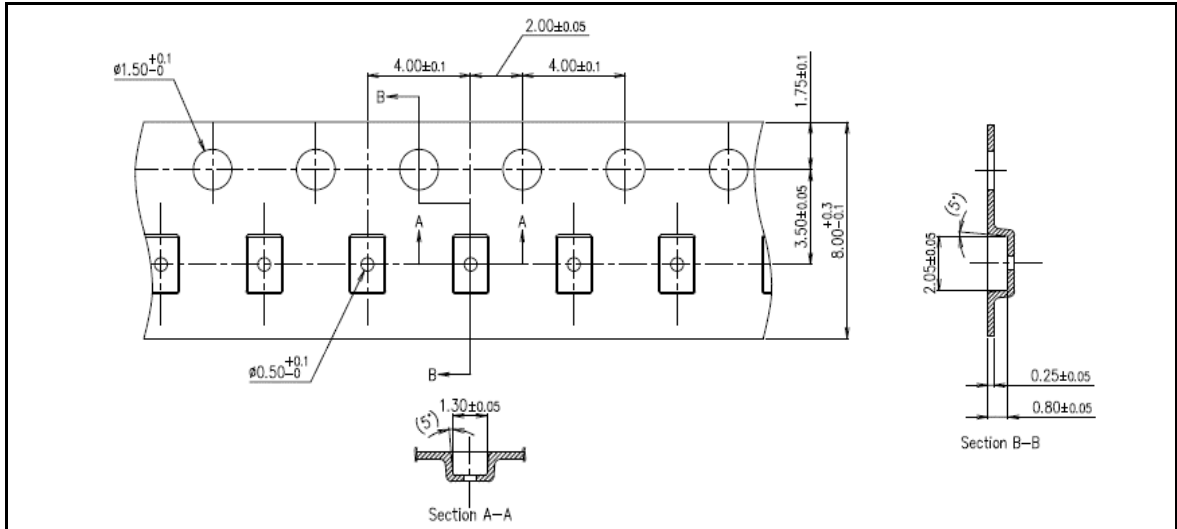 2.00±0.05
ø1.50+0.1-0
4.00±0.1
4.00±0.1
1.75±0.1
B
A
A
3.50±0.05
8.00+0.3-0.1
(5°)
2.05±0.05
ø0.50+0.1-0
B
1.30±0.05
(5°)
0.25±0.05
0.80±0.05
Section B-B
Section A-A